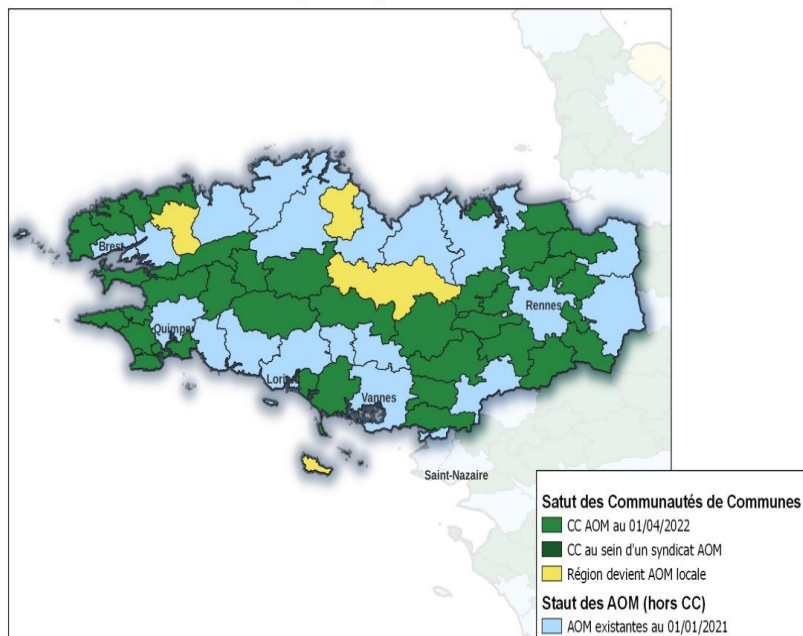 Brest
Rennes
Quimper
Vannes
Saint-Nazaire
Satut des Communautés de Communes
CC AOM au 01/04/2022
CC au sein d'un syndicat AOM
Région devient AOM locale
Staut des AOM (hors CC)
AOM existantes au 01/01/2021